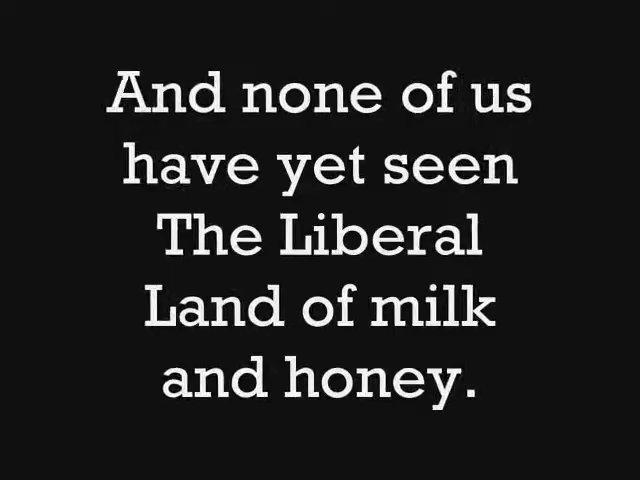 And none of us
have yet seen
The Liberal
Land of milk
and honey.